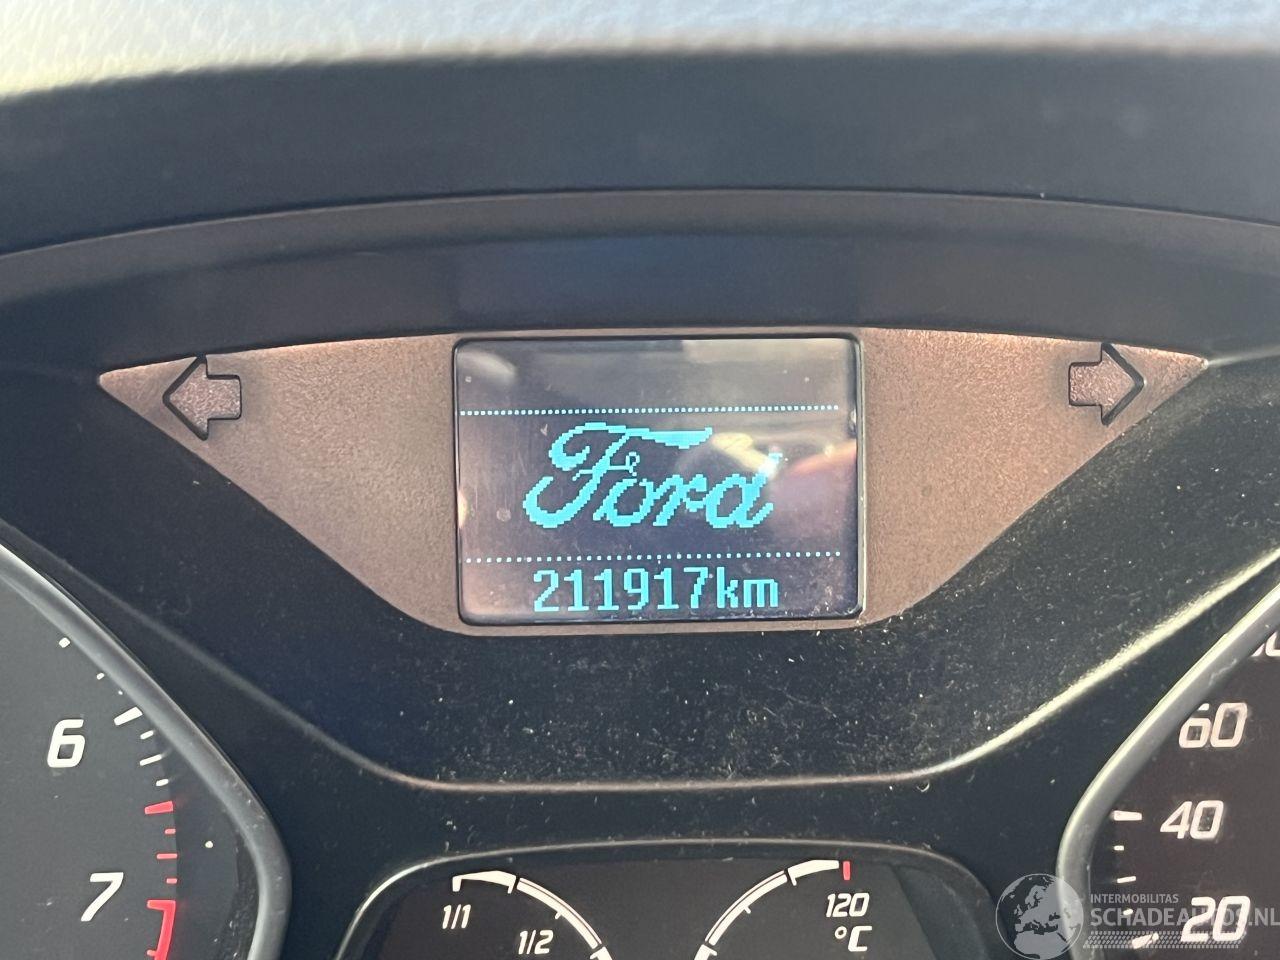 Ford
211917km
6
7
60
40
20
1/1
1/2
120
°C
INTERMOBILITAS
SCHADEAUTOS.NL